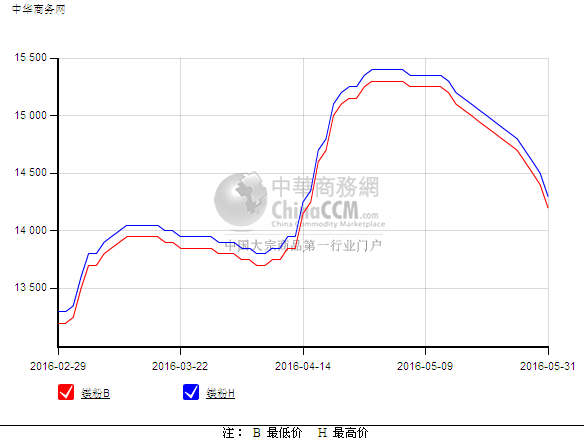 中华商务网
15 500
15 000
14 500
14 000
13 500
中華商務網
ChinaCCM.com
China Commodity Marketplace
中国大宗商品第一行业门户
2016-02-29 2016-03-22 2016-04-14 2016-05-09 2016-05-31
缤粉B 缤粉H
注： B 最低价 H 最高价